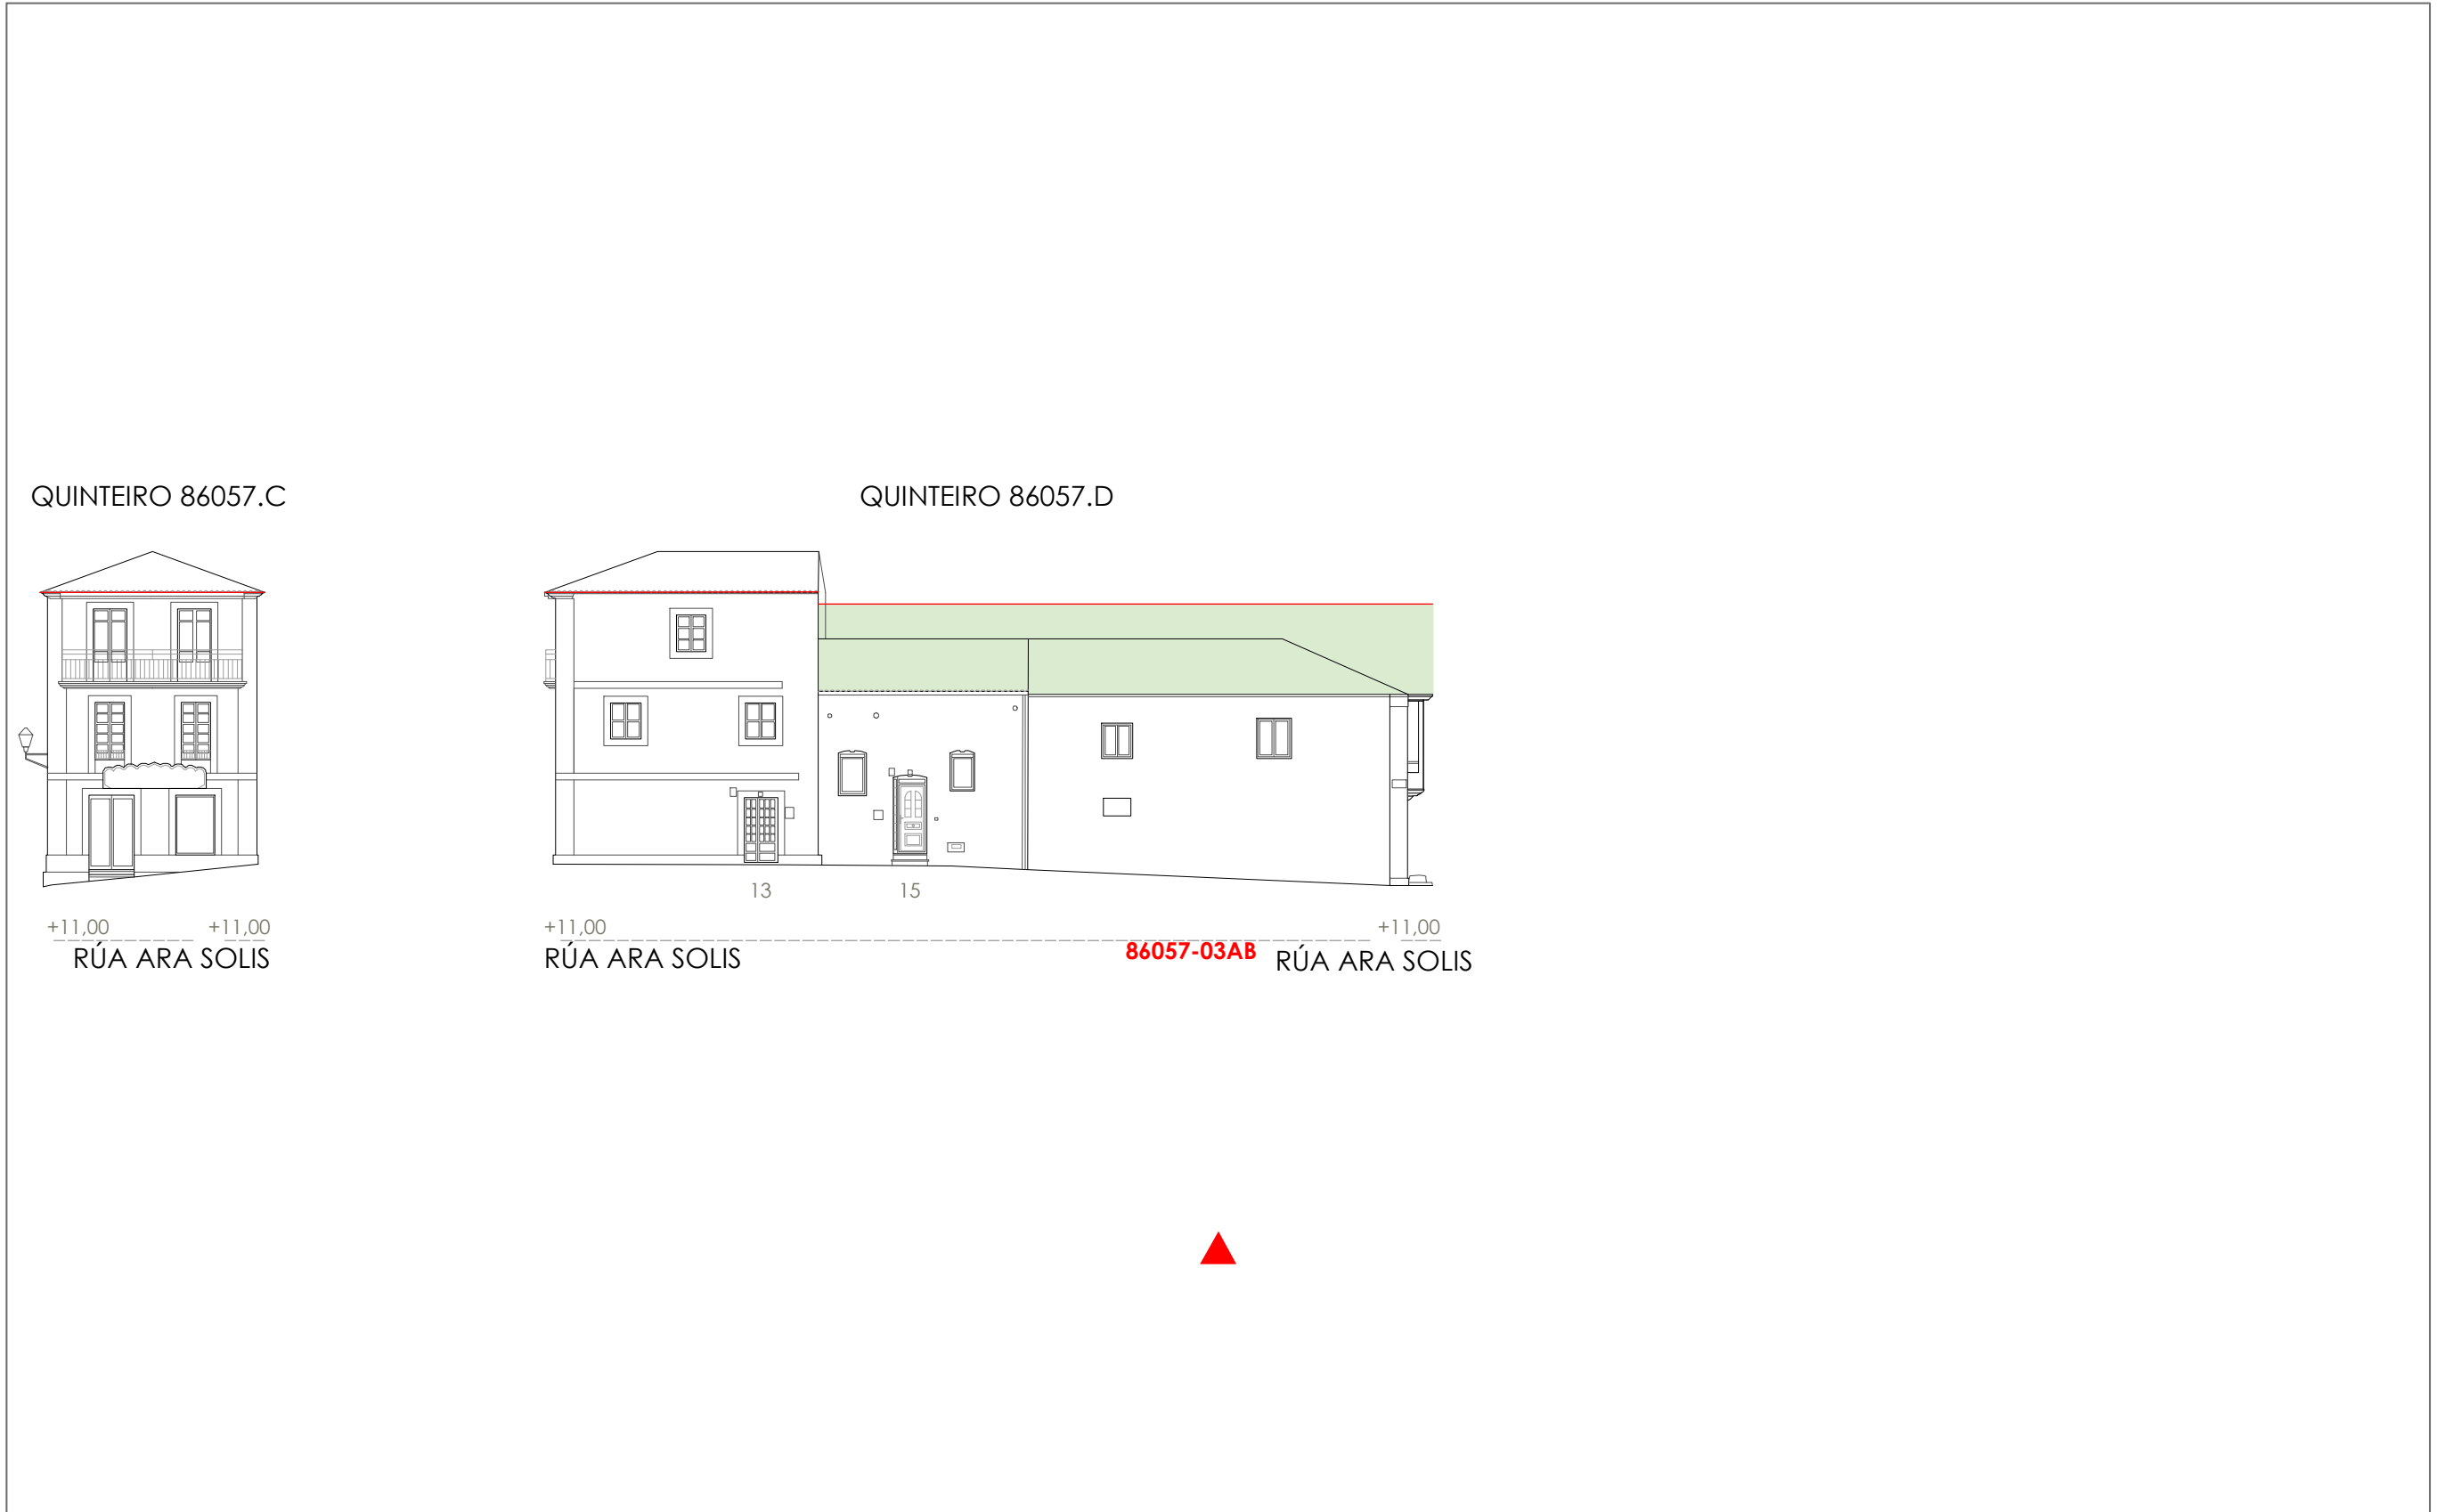 QUINTEIRO 86057.C
QUINTEIRO 86057.D
13
15
+11,00
+11,00
+11,00
+11,00
RÚA ARA SOLIS
RÚA ARA SOLIS
86057-03AB
RÚA ARA SOLIS